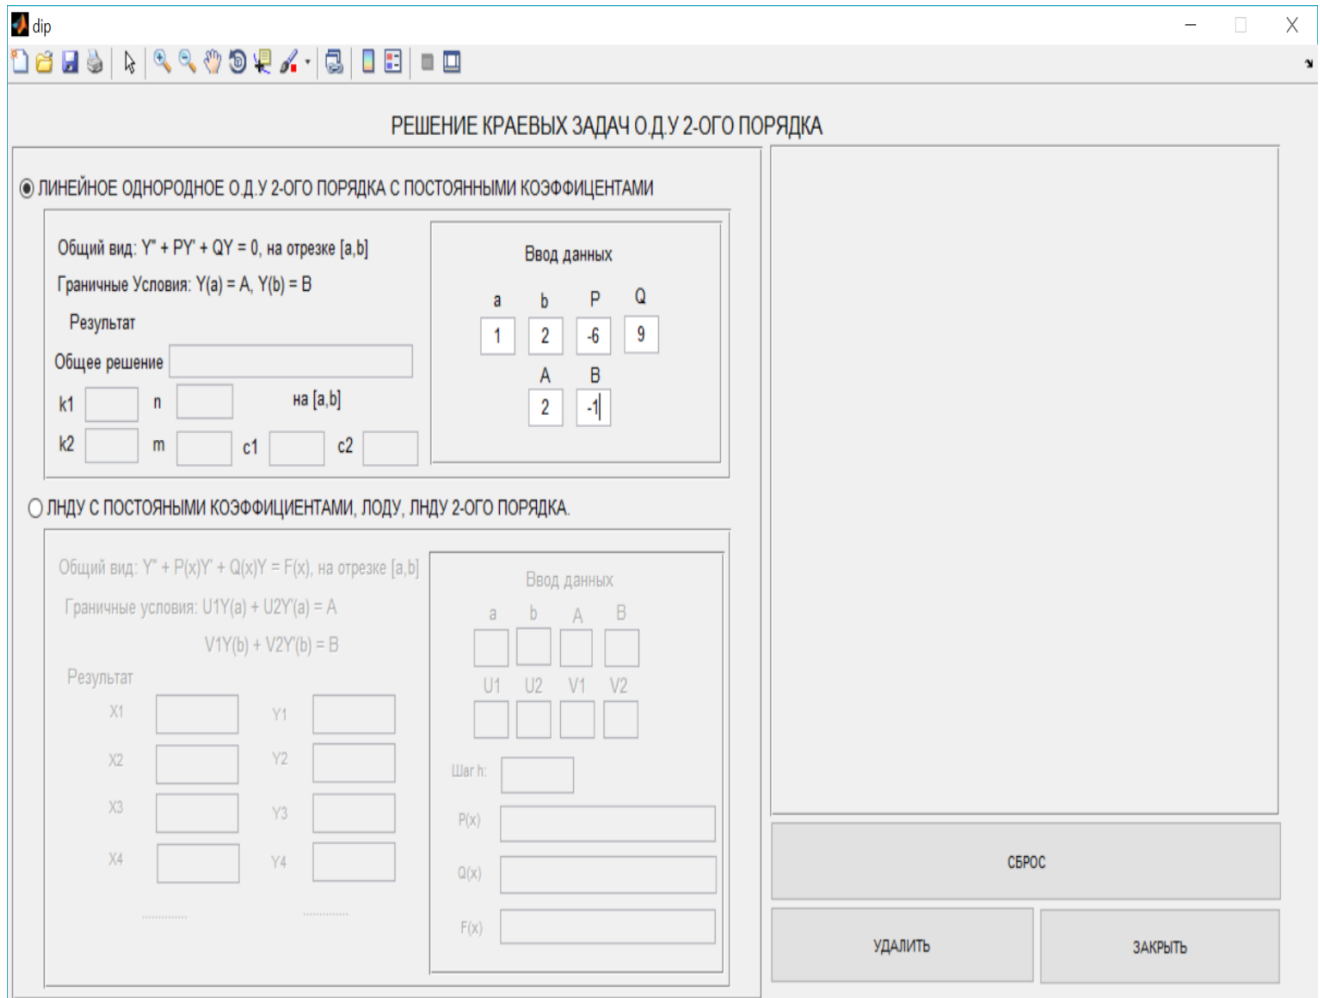 dip
РЕШЕНИЕ КРАЕВЫХ ЗАДАЧ О.Д.У 2-ОГО ПОРЯДКА
ЛИНЕЙНОЕ ОДНОРОДНОЕ О.Д.У 2-ОГО ПОРЯДКА С ПОСТОЯННЫМИ КОЭФФИЦЕНТАМИ
Общий вид: Y'' + PY' + QY = 0, на отрезке [a,b]
Граничные Условия: Y(a) = A, Y(b) = B
Результат
Общее решение
k1 n на [a,b]
k2 m c1 c2
Ввод данных
a b P Q
1 2 -6 9
A B
2 -1
ЛНДУ С ПОСТОЯНЫМИ КОЭФФИЦИЕНТАМИ, ЛОДУ, ЛНДУ 2-ОГО ПОРЯДКА.
Общий вид: Y'' + P(x)Y' + Q(x)Y = F(x), на отрезке [a,b]
Граничные условия: U1Y(a) + U2Y'(a) = A
V1Y(b) + V2Y'(b) = B
Результат
X1 Y1
X2 Y2
X3 Y3
X4 Y4
.............. ..............
Ввод данных
a b A B
U1 U2 V1 V2
Шаг h:
P(x)
Q(x)
F(x)
СБРОС
УДАЛИТЬ ЗАКРЫТЬ